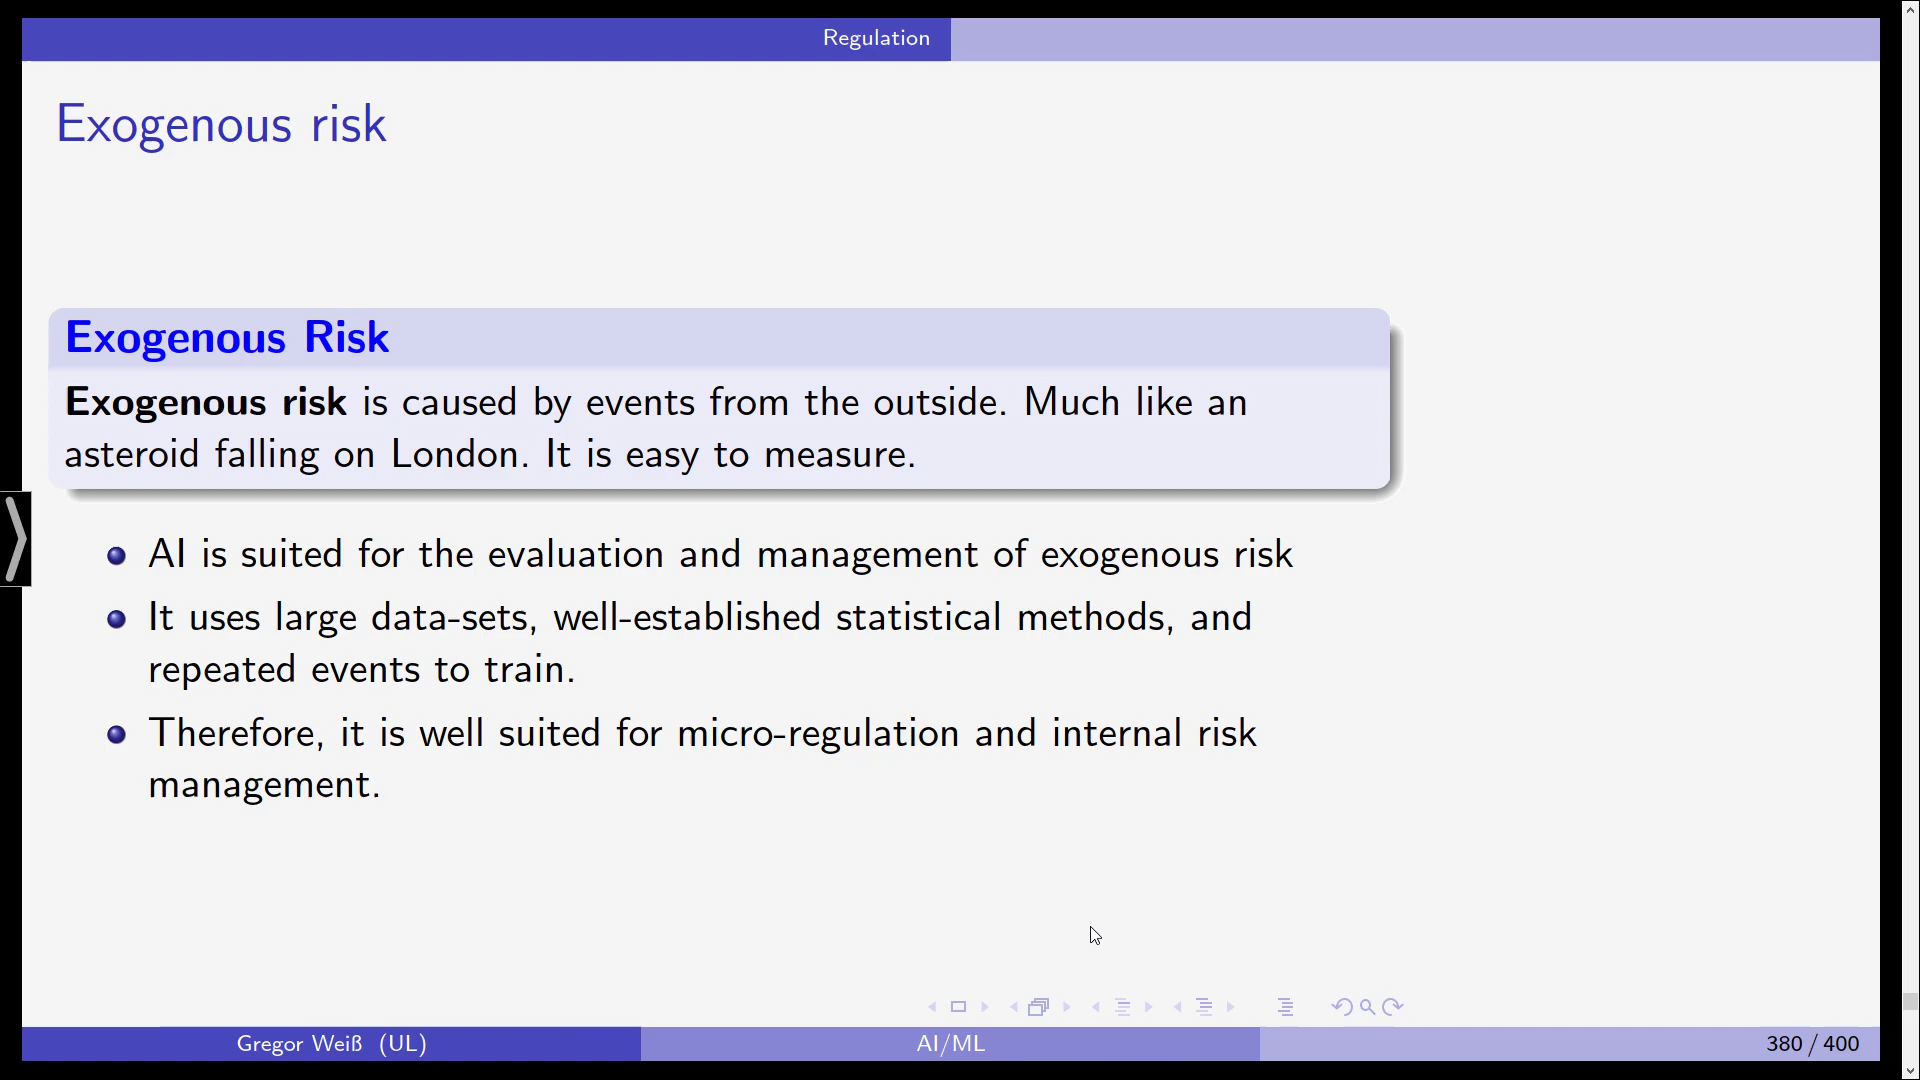 Regulation
Exogenous risk
Exogenous Risk
Exogenous risk is caused by events from the outside. Much like an
asteroid falling on London. It is easy to measure.
AI is suited for the evaluation and management of exogenous risk
It uses large data-sets, well-established statistical methods, and
repeated events to train.
Therefore, it is well suited for micro-regulation and internal risk
management.
Gregor Weiß (UL)
AI/ML
380 / 400